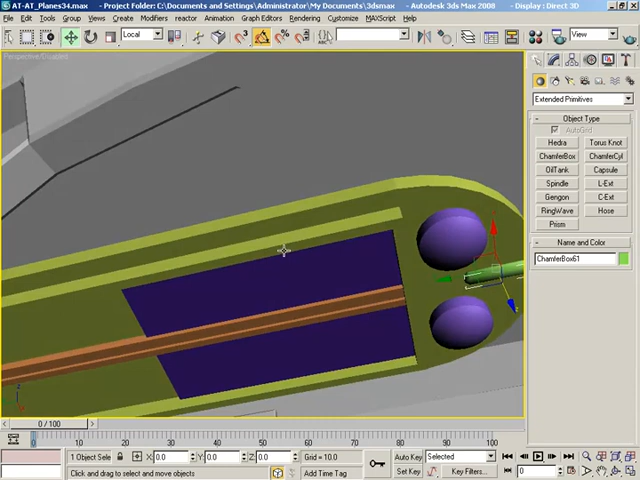 AT-AT_Planes34.max - Project Folder: C:\Documents and Settings\Administrator\My Documents\3dsmax - Autodesk 3ds Max 2008 - Display : Direct 3D
File Edit Tools Group Views Create Modifiers reactor Animation Graph Editors Rendering Customize MAXScript Help
Local View
Perspective/Disabled
Extended Primitives
- Object Type
AutoGrid
Hedra Torus Knot
ChamferBox ChamferCyl
OilTank Capsule
Spindle L-Ext
Gengon C-Ext
RingWave Hose
Prism
- Name and Color
ChamferBox61
0 / 100
0 10 20 30 40 50 60 70 80 90 100
1 Object Sele X: 0.0 Y: 0.0 Z: 0.0 Grid = 10.0 Auto Key Selected
Click and drag to select and move objects Add Time Tag Set Key Key Filters... 0